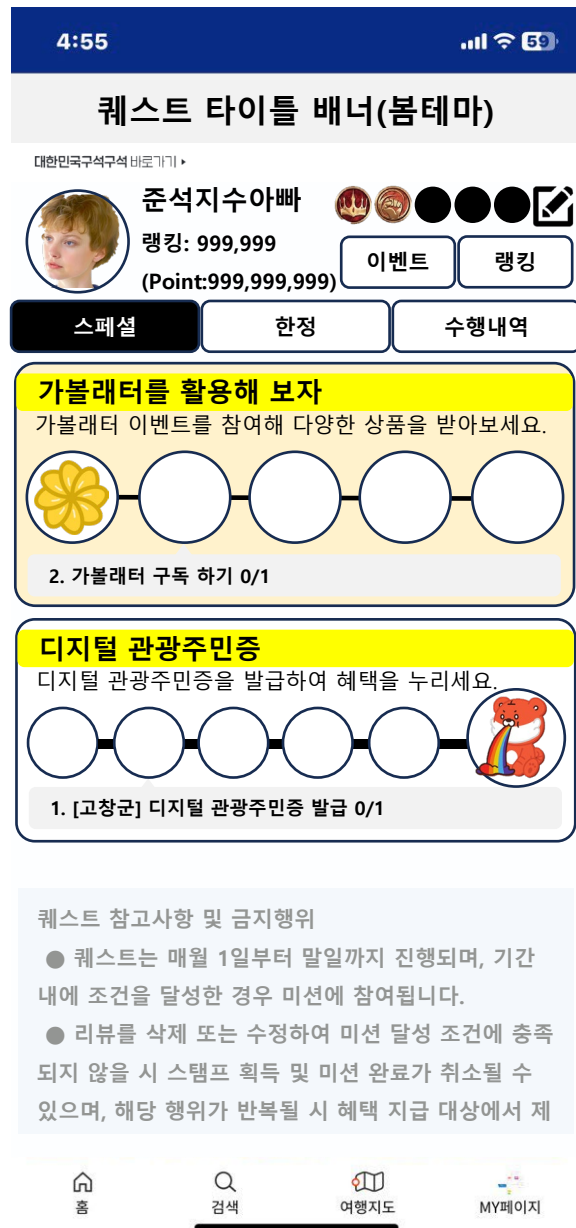 4:55
59
퀘스트 타이틀 배너(봄테마)
대한민국구석구석 바로가기
준석지수아빠
랭킹: 999,999
(Point:999,999,999)
이벤트
랭킹
스페셜
한정
수행내역
가볼래터를 활용해 보자
가볼래터 이벤트를 참여해 다양한 상품을 받아보세요.
2. 가볼래터 구독 하기 0/1
디지털 관광주민증
디지털 관광주민증을 발급하여 혜택을 누리세요.
1. [고창군] 디지털 관광주민증 발급 0/1
퀘스트 참고사항 및 금지행위
● 퀘스트는 매월 1일부터 말일까지 진행되며, 기간
내에 조건을 달성한 경우 미션에 참여됩니다.
● 리뷰를 삭제 또는 수정하여 미션 달성 조건에 충족
되지 않을 시 스탬프 획득 및 미션 완료가 취소될 수
있으며, 해당 행위가 반복될 시 혜택 지급 대상에서 제
홈
검색
여행지도
MY페이지